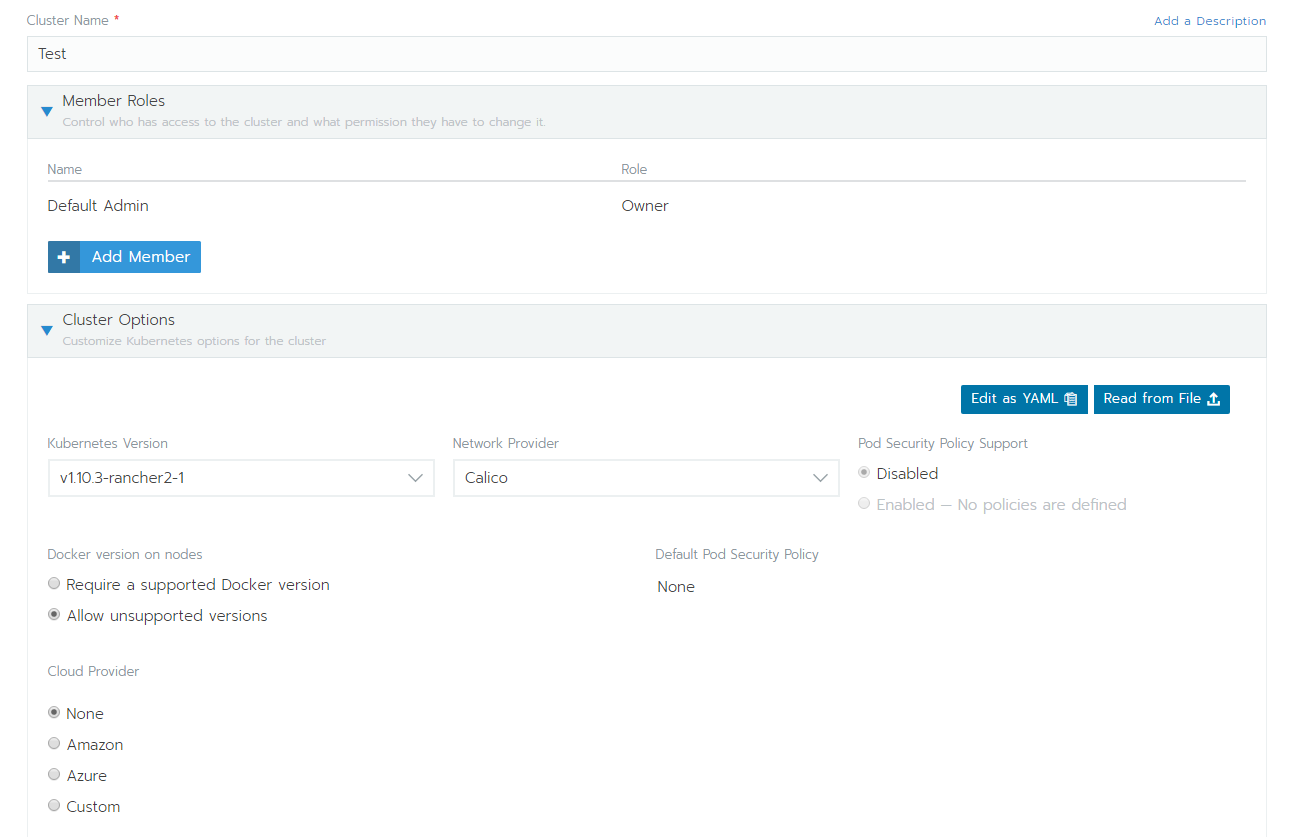 Cluster Name *
Add a Description
Test
Member Roles
Control who has access to the cluster and what permission they have to change it.
Name Role
Default Admin Owner
Add Member
Cluster Options
Customize Kubernetes options for the cluster
Edit as YAML Read from File
Kubernetes Version Network Provider Pod Security Policy Support
v1.10.3-rancher2-1 Calico Disabled
Enabled — No policies are defined
Docker version on nodes Default Pod Security Policy
Require a supported Docker version None
Allow unsupported versions
Cloud Provider
None
Amazon
Azure
Custom